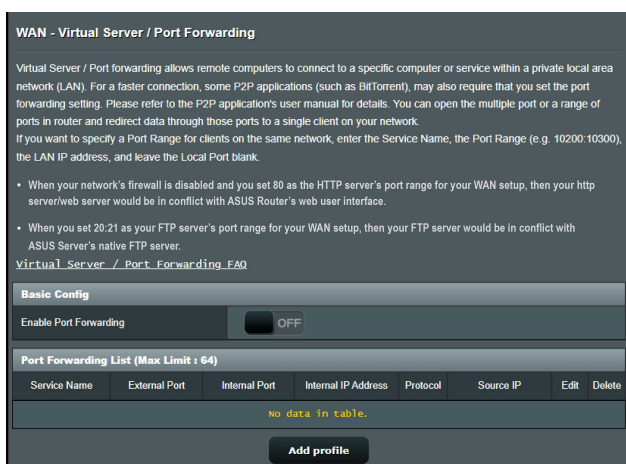 WAN - Virtual Server / Port Forwarding
Virtual Server / Port forwarding allows remote computers to connect to a specific computer or service within a private local area
network (LAN). For a faster connection, some P2P applications (such as BitTorrent), may also require that you set the port
forwarding setting. Please refer to the P2P application's user manual for details. You can open the multiple port or a range of
ports in router and redirect data through those ports to a single client on your network.
If you want to specify a Port Range for clients on the same network, enter the Service Name, the Port Range (e.g. 10200:10300),
the LAN IP address, and leave the Local Port blank.
• When your network's firewall is disabled and you set 80 as the HTTP server's port range for your WAN setup, then your http
server/web server would be in conflict with ASUS Router's web user interface.
• When you set 20:21 as your FTP server's port range for your WAN setup, then your FTP server would be in conflict with
ASUS Server's native FTP server.
Virtual Server / Port Forwarding FAQ
Basic Config
Enable Port Forwarding OFF
Port Forwarding List (Max Limit : 64)
Service Name External Port Internal Port Internal IP Address Protocol Source IP Edit Delete
No data in table.
Add profile